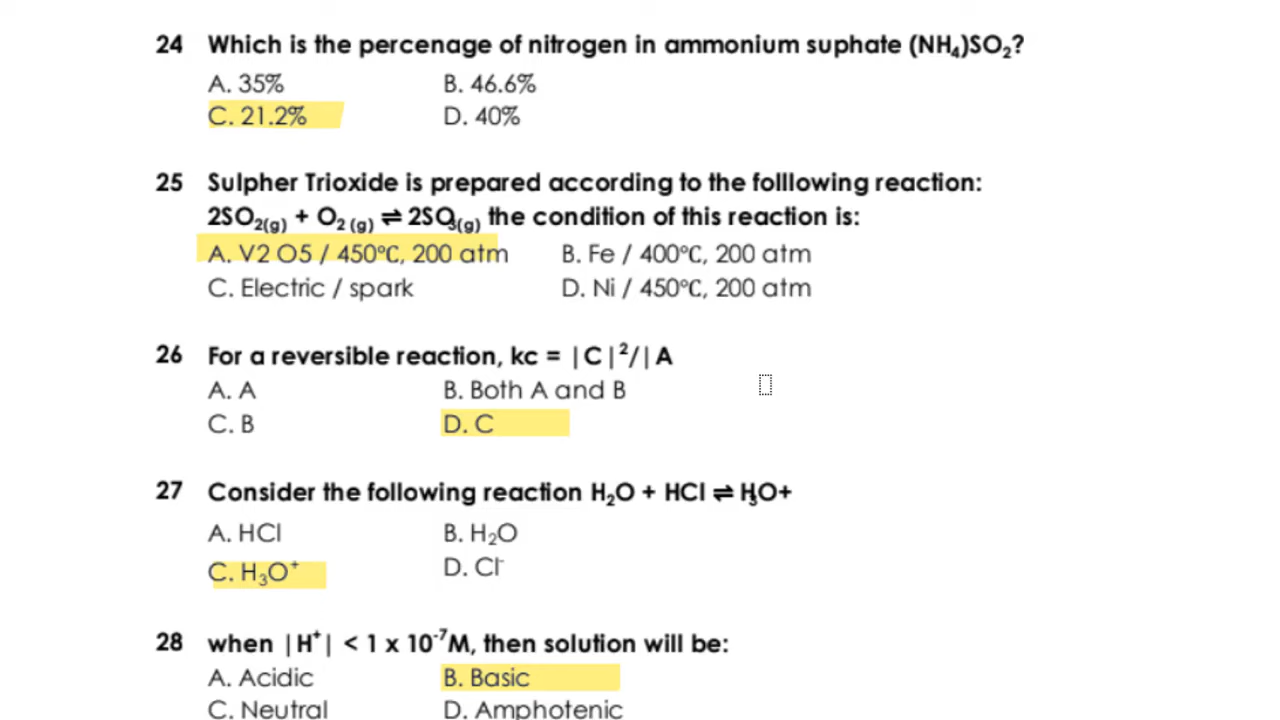 24 Which is the percenage of nitrogen in ammonium suphate (NH₄)SO₂?
A. 35% B. 46.6%
C. 21.2% D. 40%
25 Sulpher Trioxide is prepared according to the folllowing reaction:
2SO₂(g) + O₂ (g) ⇌ 2SO₃(g) the condition of this reaction is:
A. V2 O5 / 450°C, 200 atm B. Fe / 400°C, 200 atm
C. Electric / spark D. Ni / 450°C, 200 atm
26 For a reversible reaction, kc = |C|²/|A
A. A B. Both A and B
C. B D. C
27 Consider the following reaction H₂O + HCl ⇌ H₃O+
A. HCl B. H₂O
C. H₃O⁺ D. Cl⁻
28 when |H⁺| < 1 x 10⁻⁷M, then solution will be:
A. Acidic B. Basic
C. Neutral D. Amphotenic